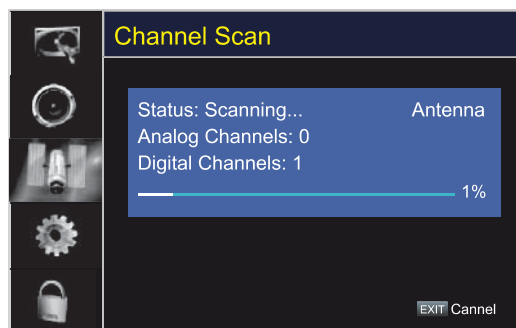 Channel Scan
Status: Scanning... Antenna
Analog Channels: 0
Digital Channels: 1
1%
EXIT Cannel